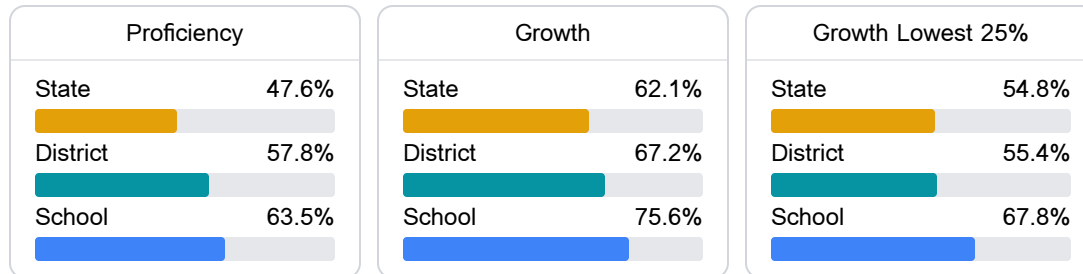 Proficiency
State 47.6%
District 57.8%
School 63.5%
Growth
State 62.1%
District 67.2%
School 75.6%
Growth Lowest 25%
State 54.8%
District 55.4%
School 67.8%